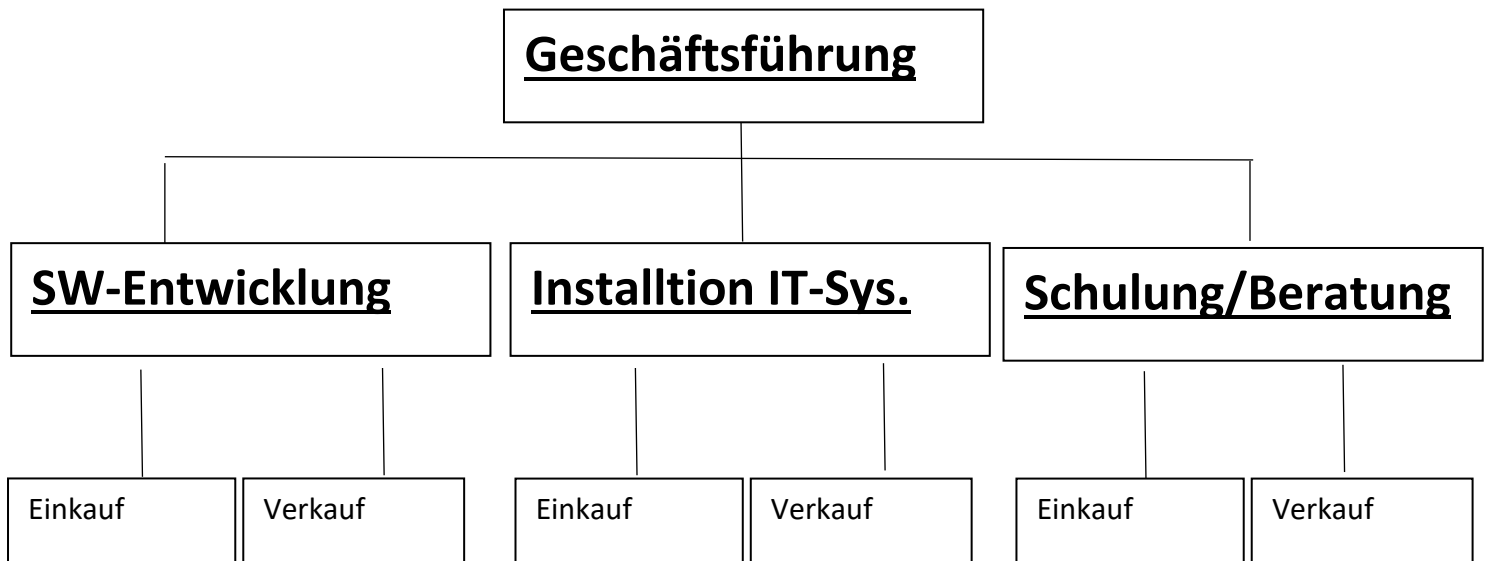 Geschäftsführung
SW-Entwicklung
Installtion IT-Sys.
Schulung/Beratung
Einkauf
Verkauf
Einkauf
Verkauf
Einkauf
Verkauf